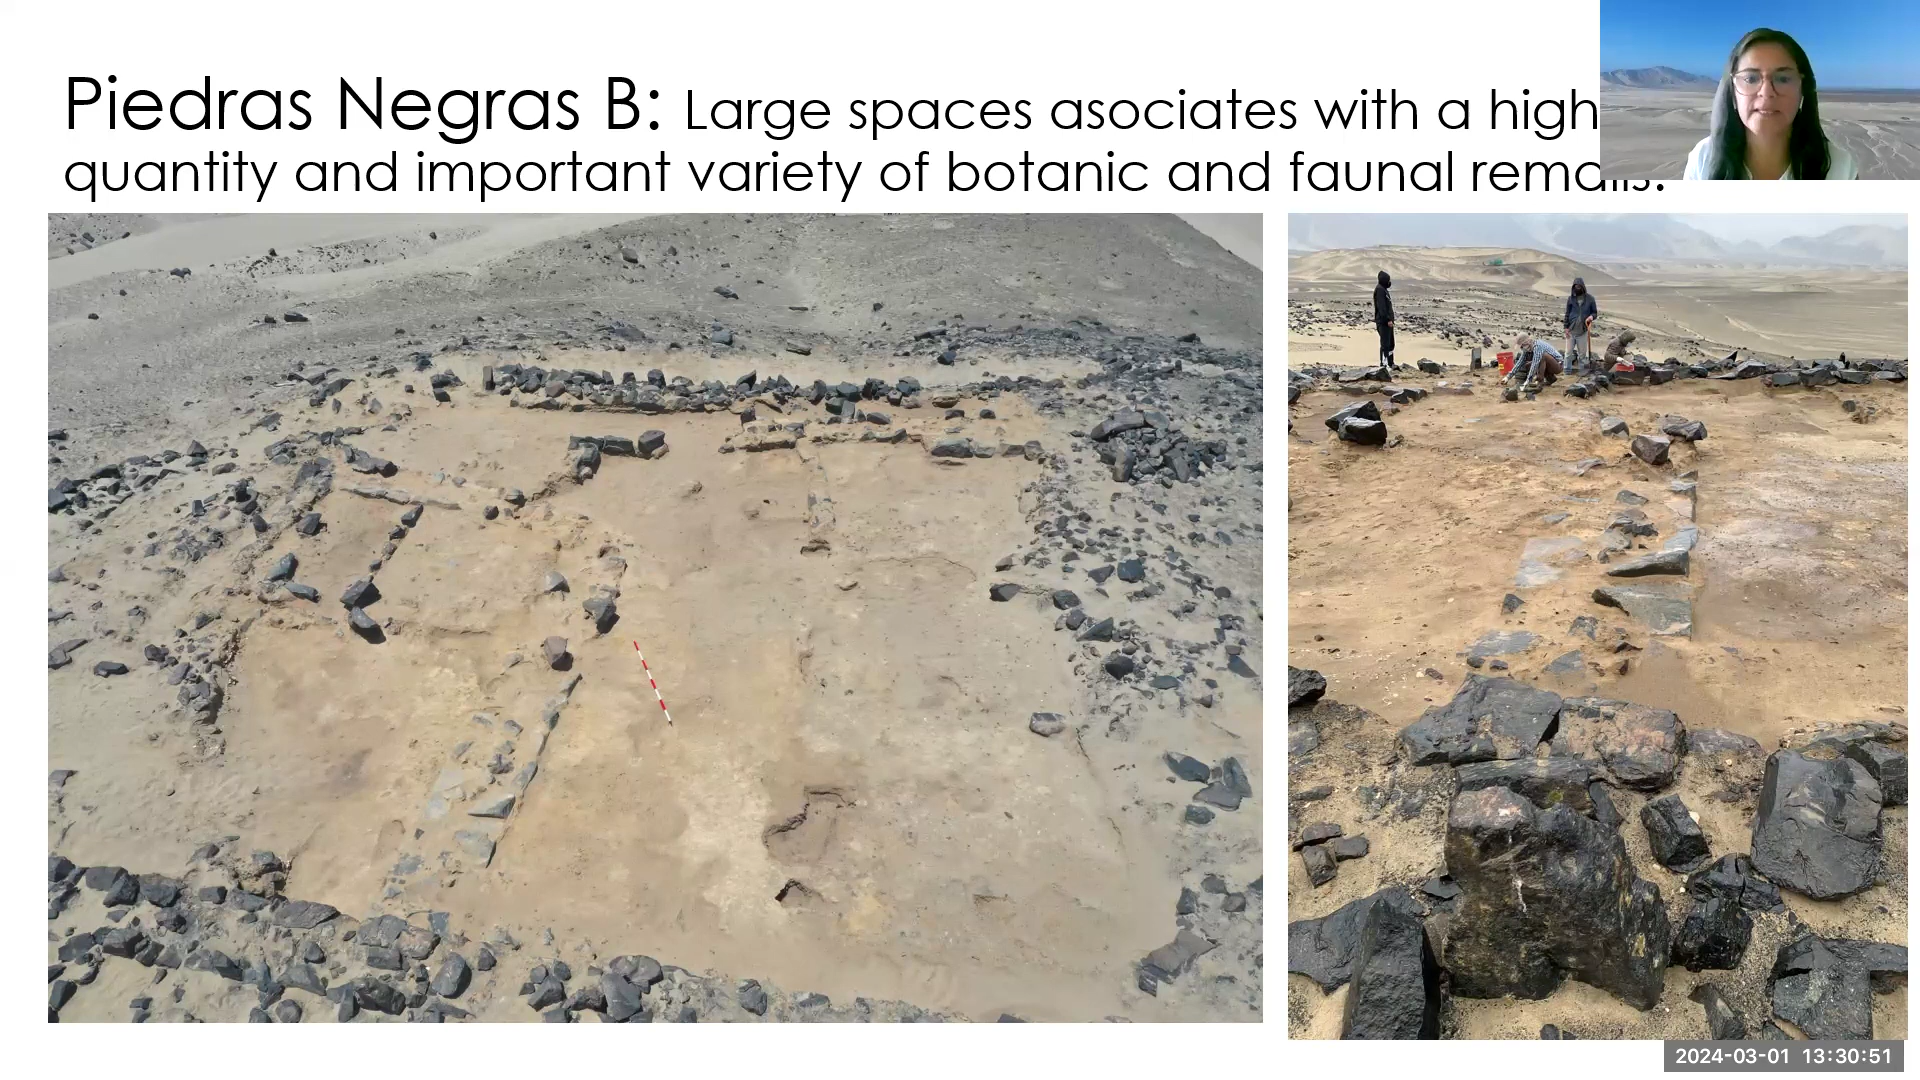 Piedras Negras B: Large spaces asociates with a high
quantity and important variety of botanic and faunal
2024-03-01 13:30:51